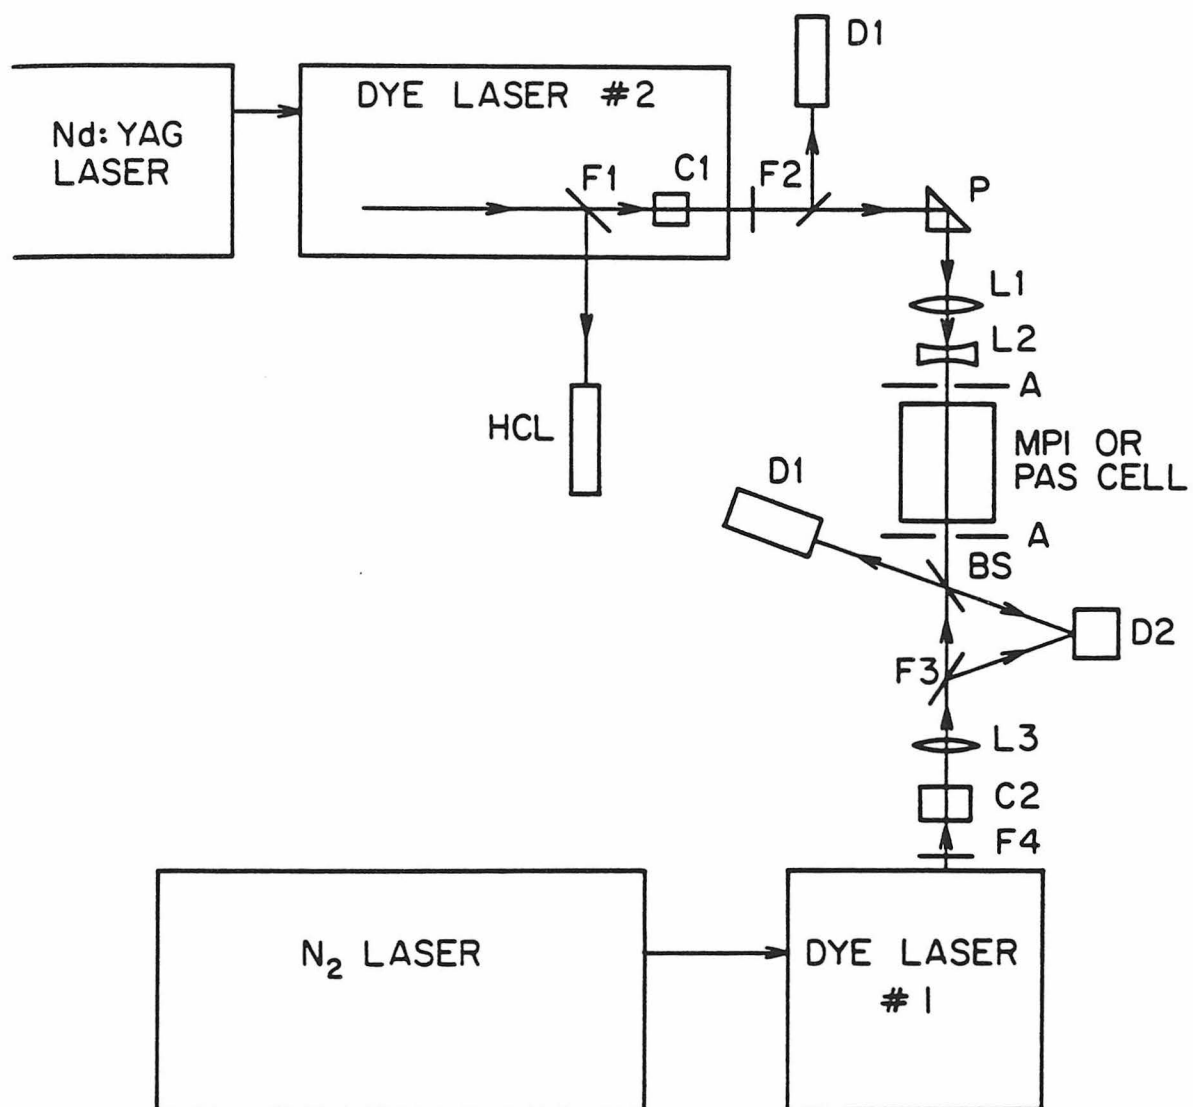 D1
DYE LASER #2
Nd: YAG
LASER
F1
C1
F2
P
L1
L2
A
HCL
MPI OR
PAS CELL
D1
A
BS
D2
F3
L3
C2
F4
N₂ LASER
DYE LASER
#1